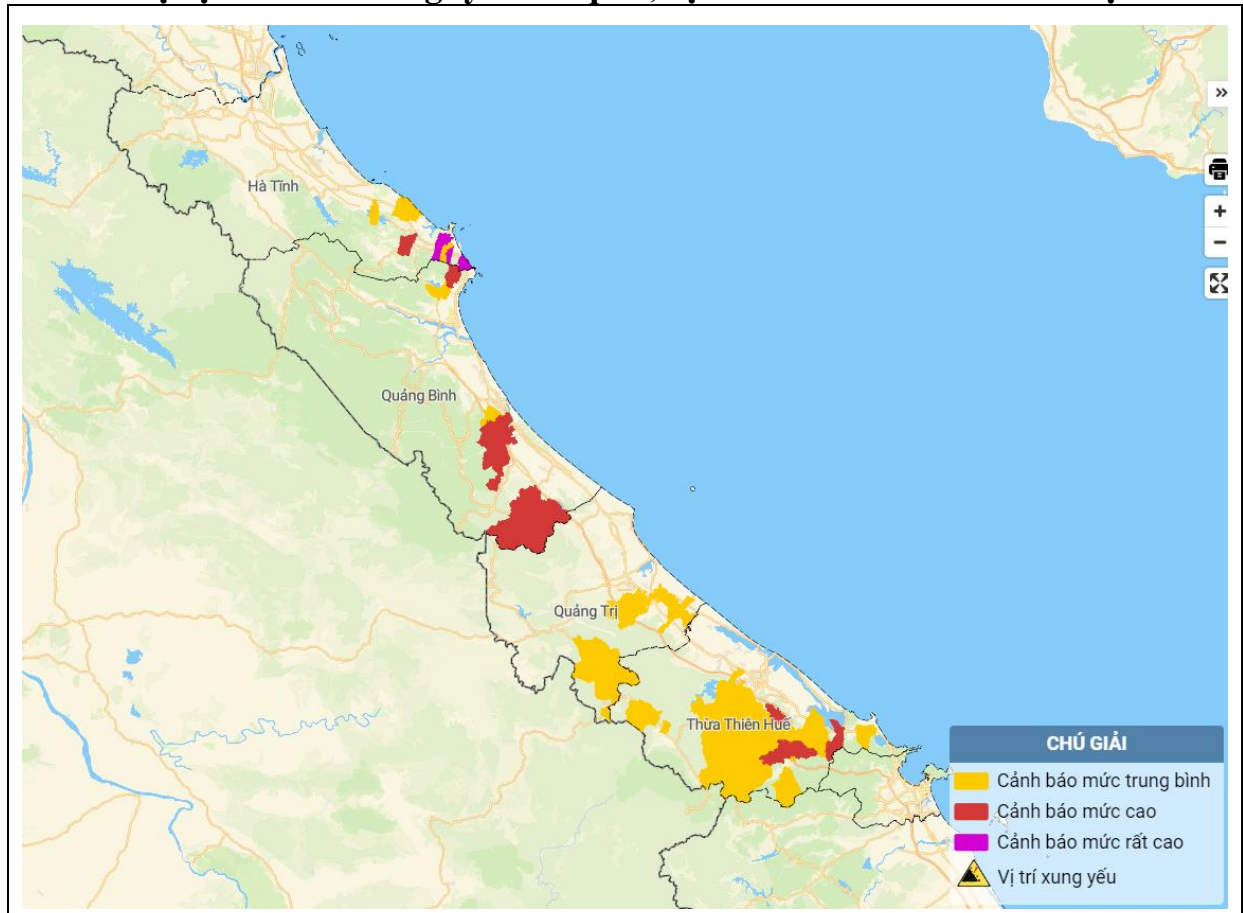 Hà Tĩnh
Quảng Bình
Quảng Trị
Thừa Thiên Huế
»
+
−
CHÚ GIẢI
Cảnh báo mức trung bình
Cảnh báo mức cao
Cảnh báo mức rất cao
Vị trí xung yếu